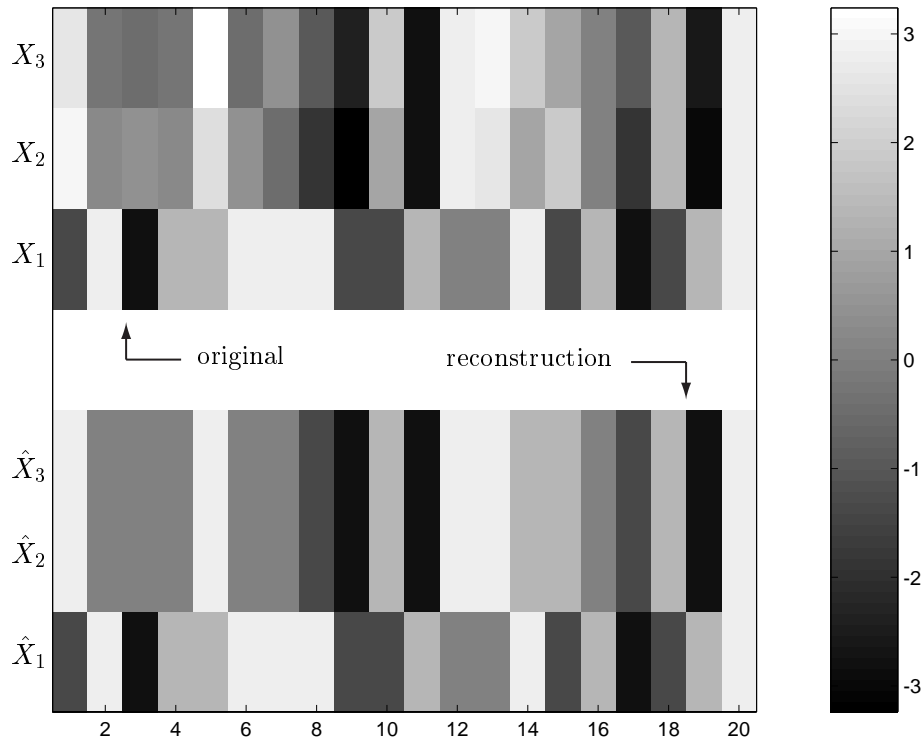 X₃
X₂
X₁
original
reconstruction
X̂₃
X̂₂
X̂₁
2 4 6 8 10 12 14 16 18 20
3
2
1
0
-1
-2
-3